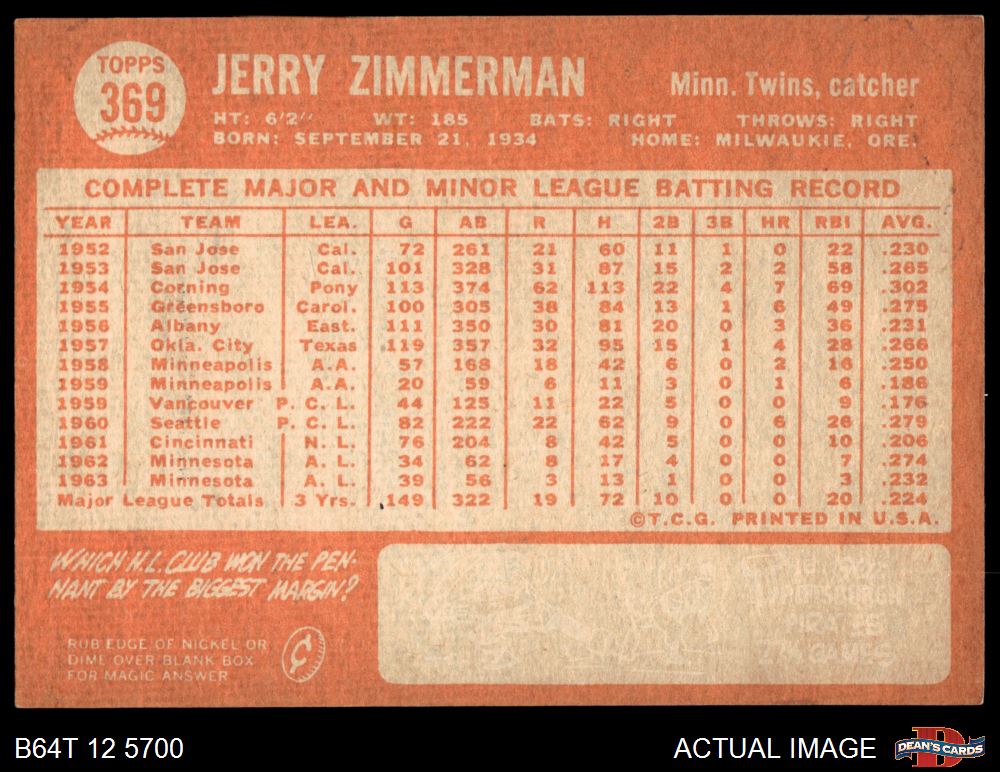 TOPPS
369
JERRY ZIMMERMAN
Minn. Twins, catcher
HT: 6'2" WT: 185 BATS: RIGHT THROWS: RIGHT
BORN: SEPTEMBER 21, 1934 HOME: MILWAUKIE, ORE.
COMPLETE MAJOR AND MINOR LEAGUE BATTING RECORD
YEAR TEAM LEA. G AB R H 2B 3B HR RBI AVG.
1952 San Jose Cal. 72 261 21 60 11 1 0 22 .230
1953 San Jose Cal. 101 328 31 87 15 2 2 58 .265
1954 Corning Pony 113 374 62 113 22 4 7 69 .302
1955 Greensboro Carol. 100 305 38 84 13 1 6 49 .275
1956 Albany East. 111 350 30 81 20 0 3 36 .231
1957 Okla. City Texas 119 357 32 95 15 1 4 28 .266
1958 Minneapolis A.A. 57 168 18 42 6 0 2 16 .250
1959 Minneapolis A.A. 20 59 6 11 3 0 1 6 .186
1959 Vancouver P. C. L. 44 125 11 22 5 0 0 9 .176
1960 Seattle P. C. L. 82 222 22 62 9 0 6 26 .279
1961 Cincinnati N. L. 76 204 8 42 5 0 0 10 .206
1962 Minnesota A. L. 34 62 8 17 4 0 0 7 .274
1963 Minnesota A. L. 39 56 3 13 1 0 0 3 .232
Major League Totals 3 Yrs. 149 322 19 72 10 0 0 20 .224
©T.C.G. PRINTED IN U.S.A.
WHICH N.L. CLUB WON THE PEN-
NANT BY THE BIGGEST MARGIN?
RUB EDGE OF NICKEL OR
DIME OVER BLANK BOX
FOR MAGIC ANSWER
PITTSBURGH
PIRATES
GAMES
B64T 12 5700
ACTUAL IMAGE
DEAN'S CARDS